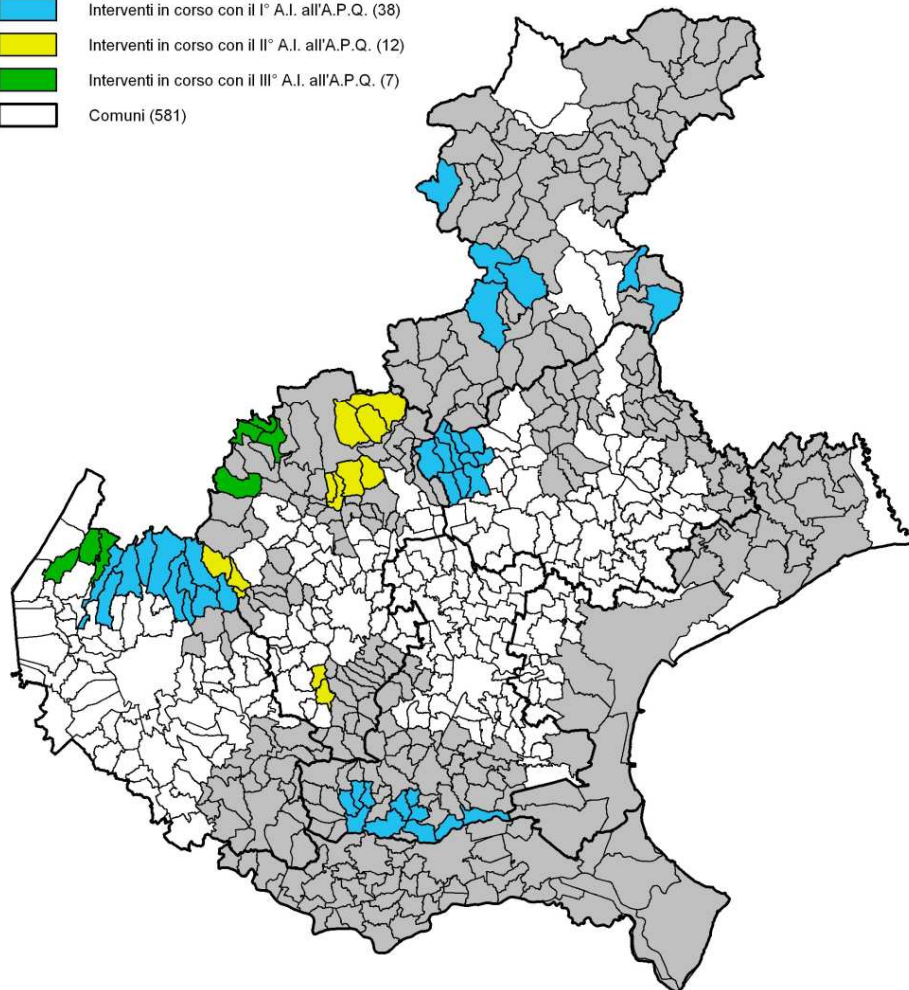 Interventi in corso con il I° A.I. all'A.P.Q. (38)
Interventi in corso con il II° A.I. all'A.P.Q. (12)
Interventi in corso con il III° A.I. all'A.P.Q. (7)
Comuni (581)